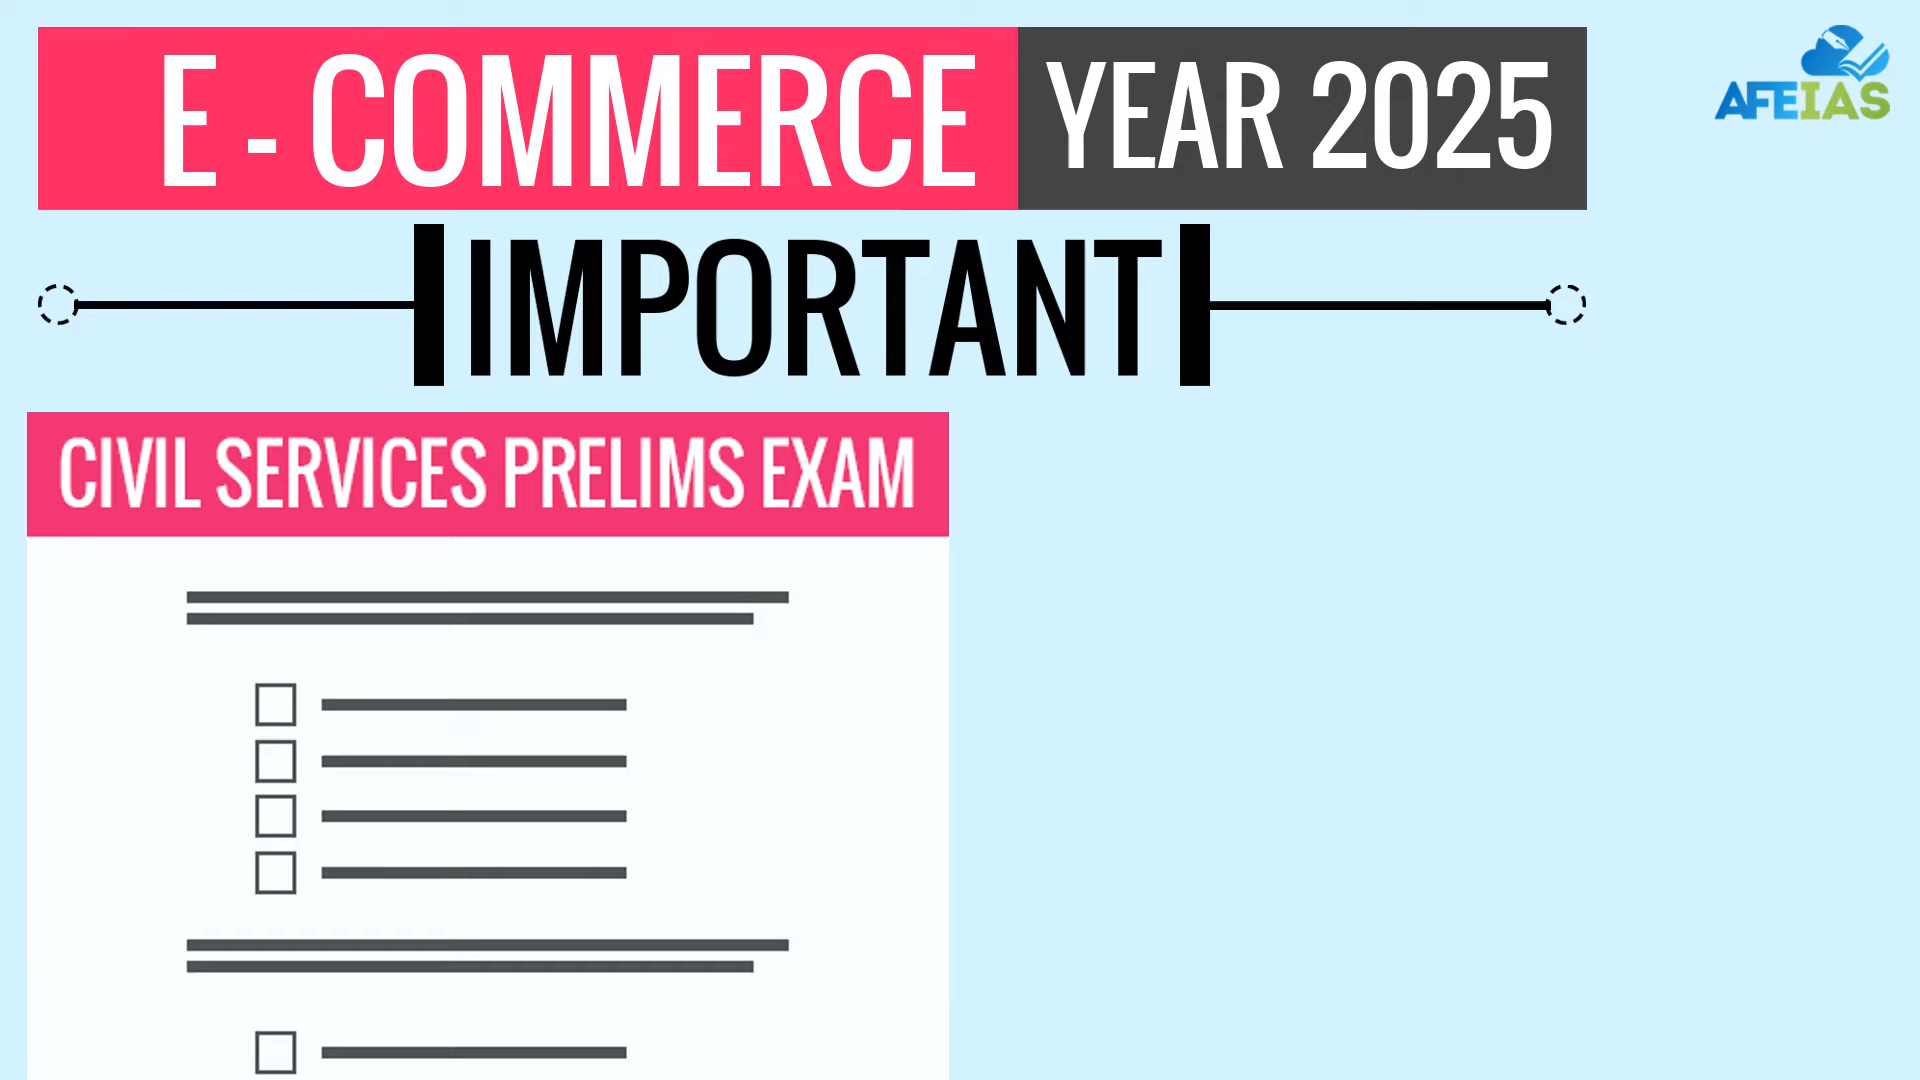 E - COMMERCE YEAR 2025
AFEIAS
IMPORTANT
CIVIL SERVICES PRELIMS EXAM